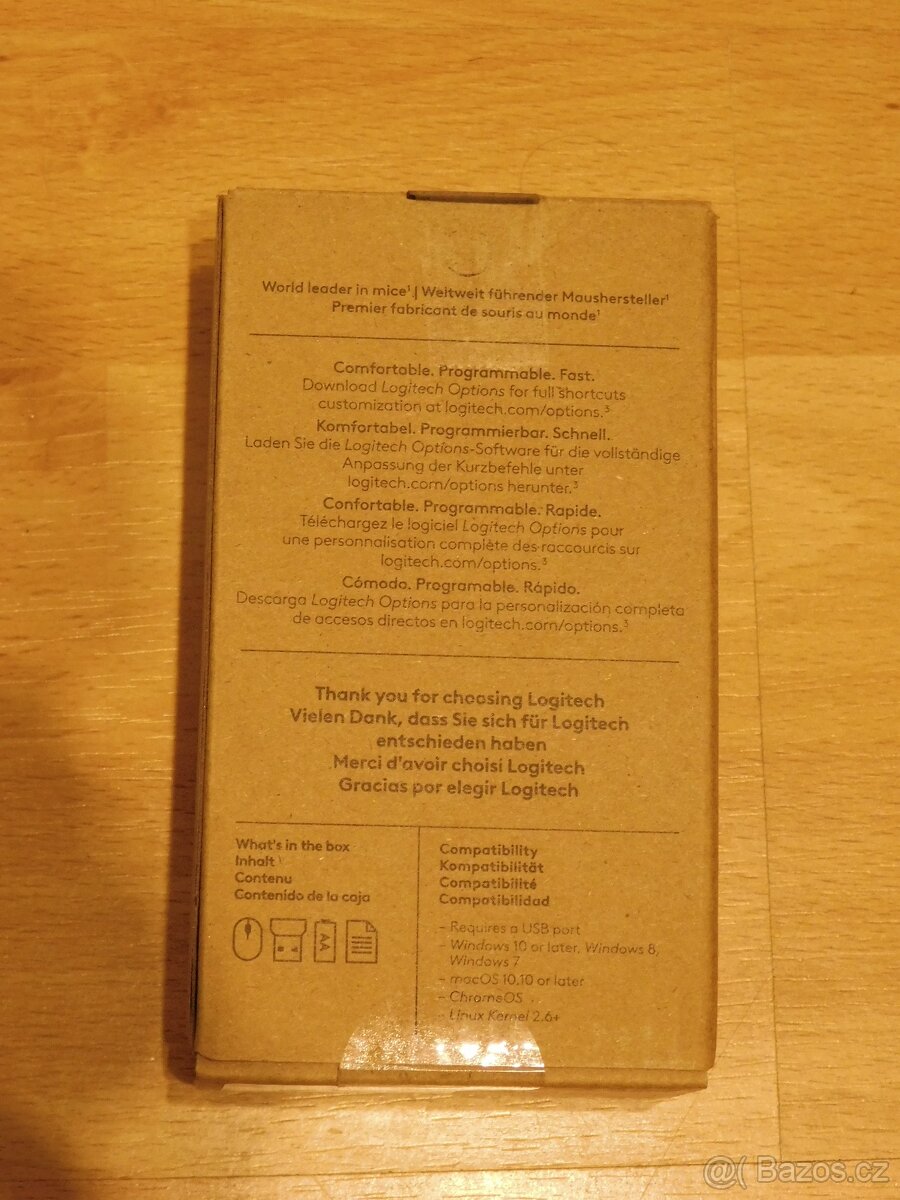 World leader in mice¹ | Weltweit führender Maushersteller¹
Premier fabricant de souris au monde¹
Comfortable. Programmable. Fast.
Download Logitech Options for full shortcuts
customization at logitech.com/options.³
Komfortabel. Programmierbar. Schnell.
Laden Sie die Logitech Options-Software für die vollständige
Anpassung der Kurzbefehle unter
logitech.com/options herunter.³
Confortable. Programmable. Rapide.
Téléchargez le logiciel Logitech Options pour
une personnalisation complète des raccourcis sur
logitech.com/options.³
Cómodo. Programable. Rápido.
Descarga Logitech Options para la personalización completa
de accesos directos en logitech.com/options.³
Thank you for choosing Logitech
Vielen Dank, dass Sie sich für Logitech
entschieden haben
Merci d'avoir choisi Logitech
Gracias por elegir Logitech
What's in the box
Inhalt
Contenu
Contenido de la caja
AA
Compatibility
Kompatibilität
Compatibilité
Compatibilidad
- Requires a USB port
- Windows 10 or later, Windows 8,
Windows 7
- macOS 10.10 or later
- ChromeOS
- Linux Kernel 2.6+
@( Bazos.cz